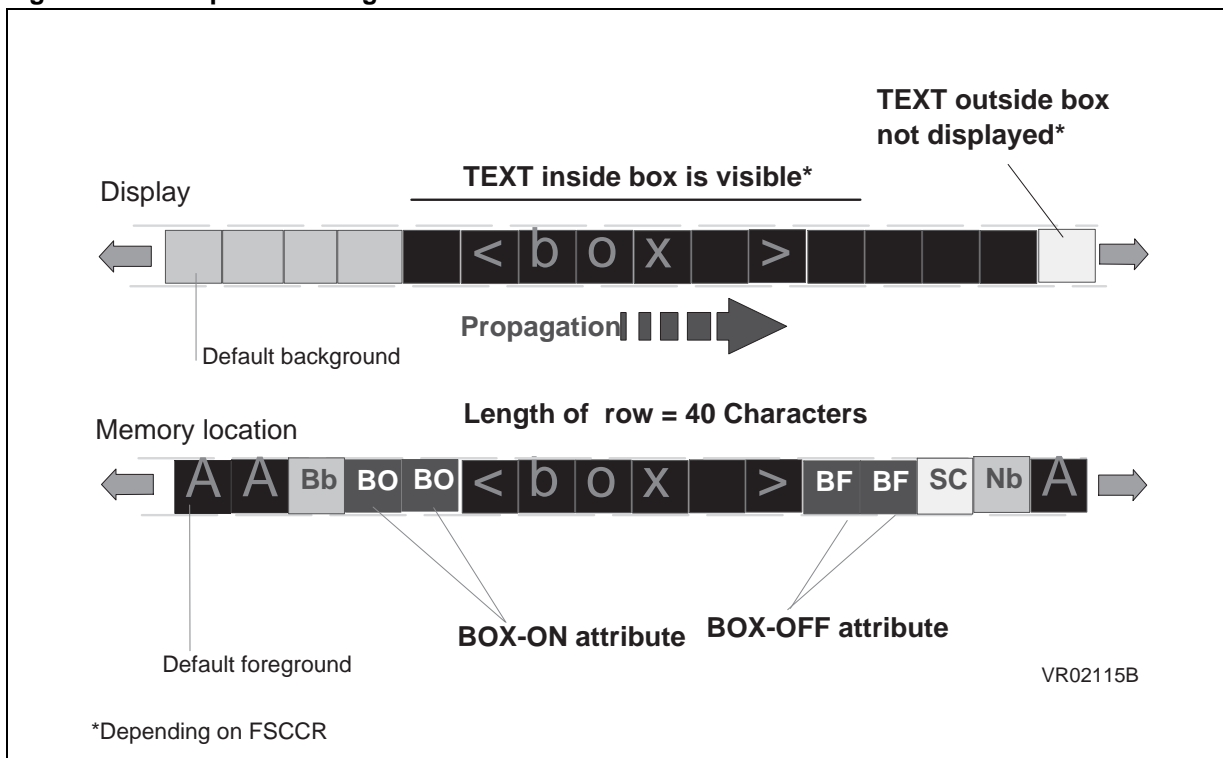 TEXT outside box
not displayed*
TEXT inside box is visible*
Display
< b o x >
Propagation
Default background
Length of row = 40 Characters
Memory location
A A Bb BO BO < b o x > BF BF SC Nb A
BOX-ON attribute BOX-OFF attribute
Default foreground
VR02115B
*Depending on FSCCR